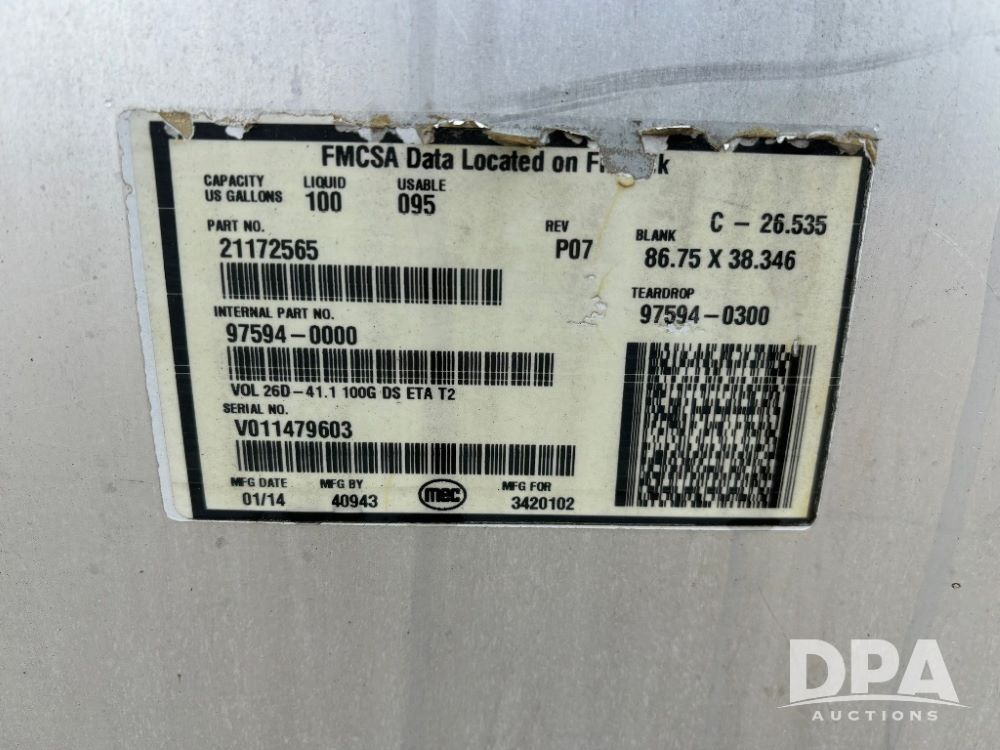 FMCSA Data Located on
CAPACITY US GALLONS
LIQUID 100
USABLE 095
PART NO.
21172565
REV
P07
INTERNAL PART NO.
97594-0000
VOL 26D-41.1 100G DS ETA T2
SERIAL NO.
V011479603
MFG DATE
01/14
MFG BY
40943
mec
MFG FOR
3420102
C - 26.535
BLANK
86.75 X 38.346
TEARDROP
97594-0300
DPA
AUCTIONS